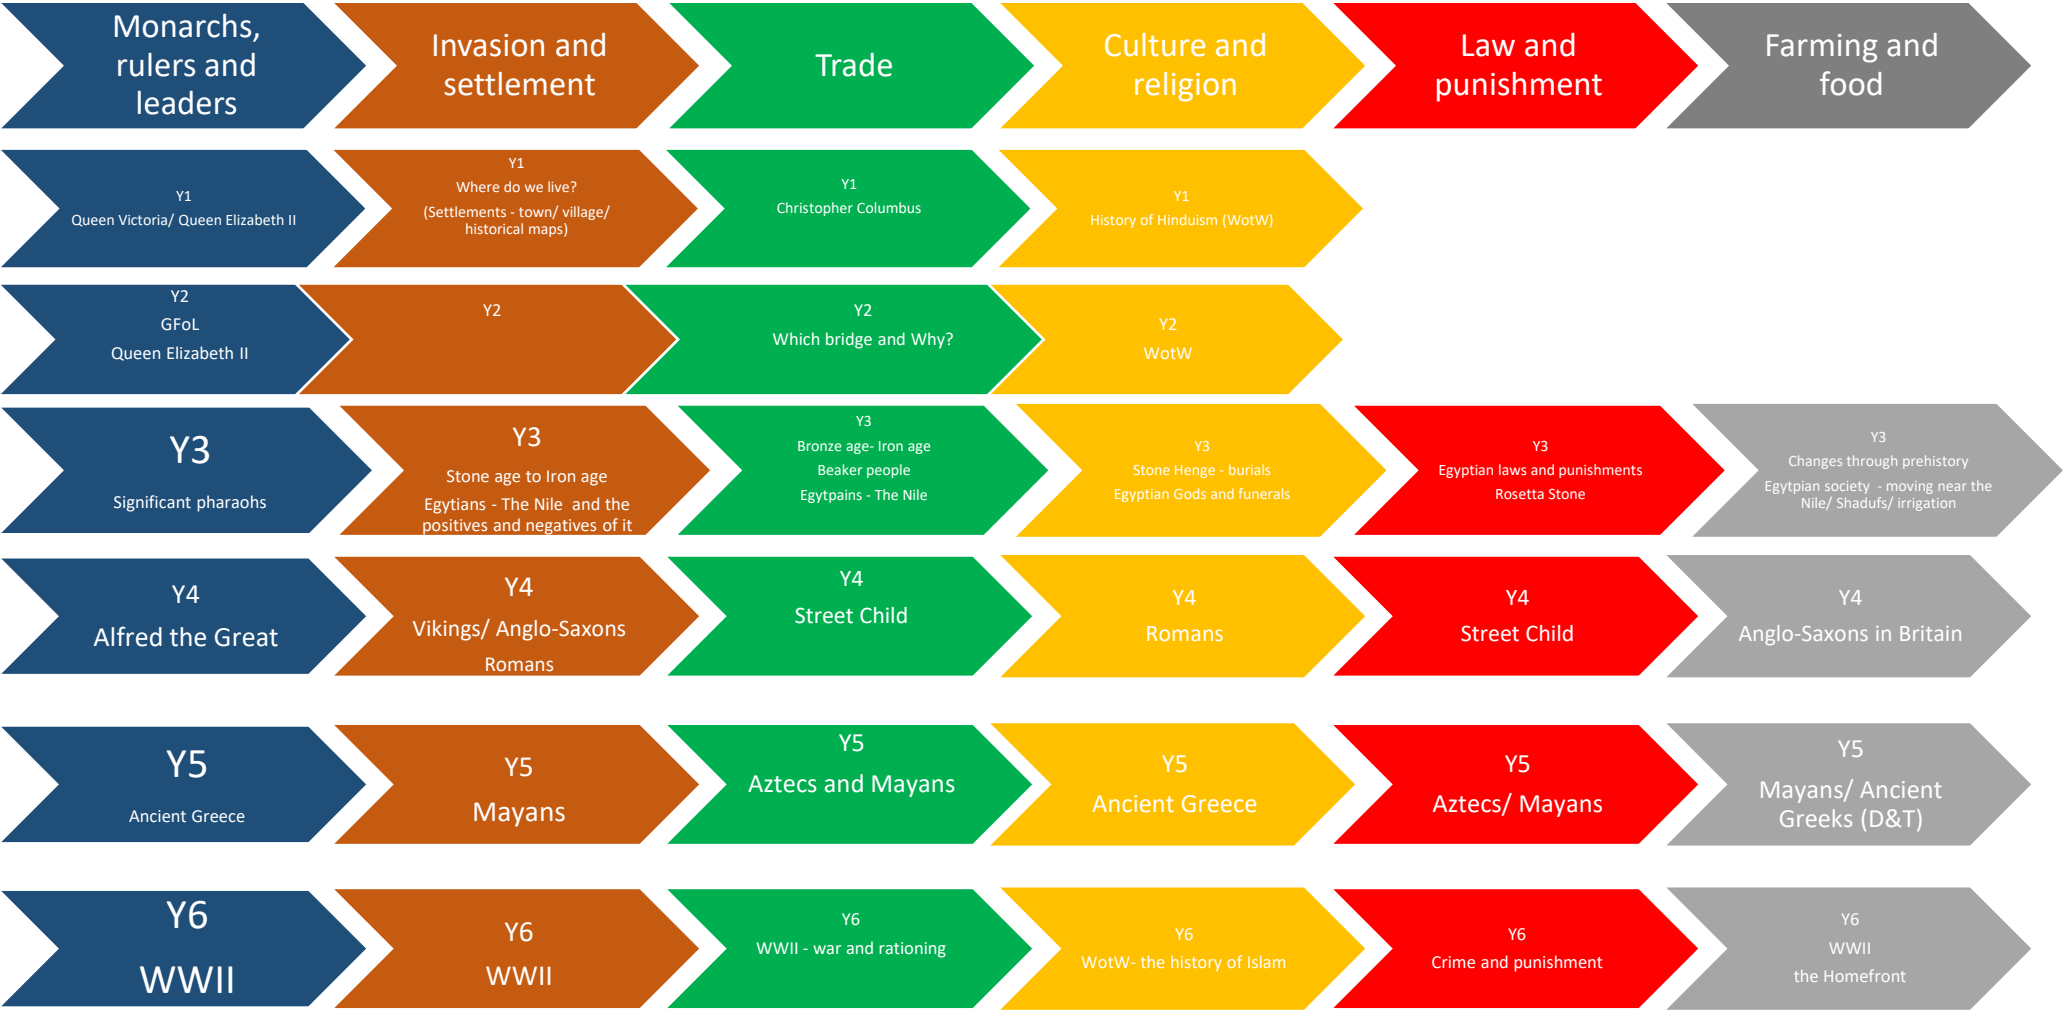 Monarchs,
rulers and
leaders
Invasion and
settlement
Trade
Culture and
religion
Law and
punishment
Farming and
food
Y1
Queen Victoria/ Queen Elizabeth II
Y1
Where do we live?
(Settlements - town/ village/
historical maps)
Y1
Christopher Columbus
Y1
History of Hinduism (WotW)
Y2
GFoL
Queen Elizabeth II
Y2
Y2
Which bridge and Why?
Y2
WotW
Y3
Significant pharaohs
Y3
Stone age to Iron age
Egytians - The Nile and the
positives and negatives of it
Y3
Bronze age- Iron age
Beaker people
Egytpains - The Nile
Y3
Stone Henge - burials
Egyptian Gods and funerals
Y3
Egyptian laws and punishments
Rosetta Stone
Y3
Changes through prehistory
Egytpian society - moving near the
Nile/ Shadufs/ irrigation
Y4
Alfred the Great
Y4
Vikings/ Anglo-Saxons
Romans
Y4
Street Child
Y4
Romans
Y4
Street Child
Y4
Anglo-Saxons in Britain
Y5
Ancient Greece
Y5
Mayans
Y5
Aztecs and Mayans
Y5
Ancient Greece
Y5
Aztecs/ Mayans
Y5
Mayans/ Ancient
Greeks (D&T)
Y6
WWII
Y6
WWII
Y6
WWII - war and rationing
Y6
WotW- the history of Islam
Y6
Crime and punishment
Y6
WWII
the Homefront